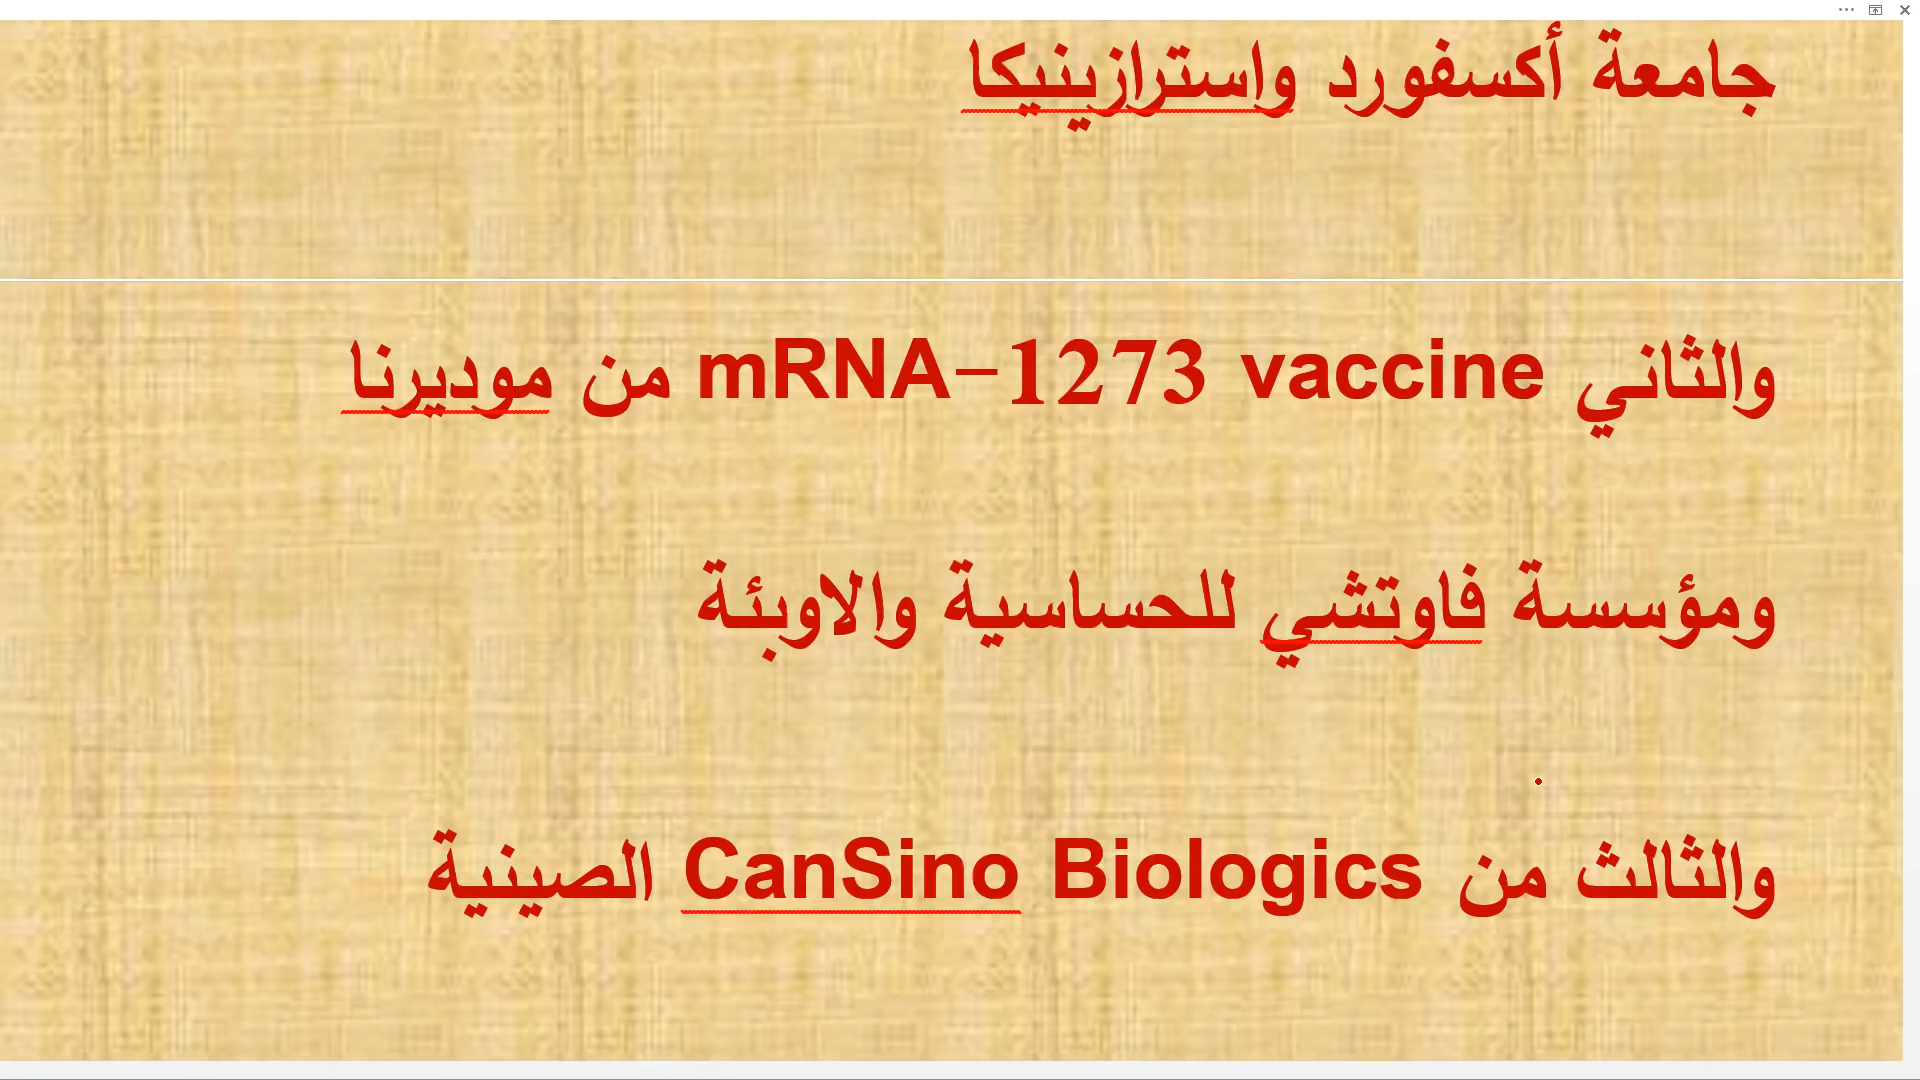 جامعة أكسفورد واسترازينيكا
والثاني mRNA-1273 vaccine من موديرنا
ومؤسسة فاوتشي للحساسية والاوبئة
والثالث من CanSino Biologics الصينية